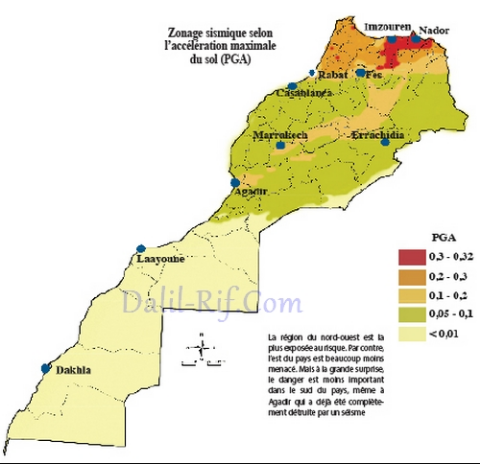 Zonage sismique selon
l'accélération maximale
du sol (PGA)
Imzouren
Nador
Rabat
Fes
Casablanca
Marrakech
Errachidia
Agadir
Laayoune
Dalil-Rif.Com
Dakhla
PGA
0,3 - 0,32
0,2 - 0,3
0,1 - 0,2
0,05 - 0,1
< 0,01
N
La région du nord-ouest est la
plus exposée au risque. Par contre,
l'est du pays est beaucoup moins
menacé. Mais à la grande surprise,
le danger est moins important
dans le sud du pays, même à
Agadir qui a déjà été complète-
ment détruite par un séisme